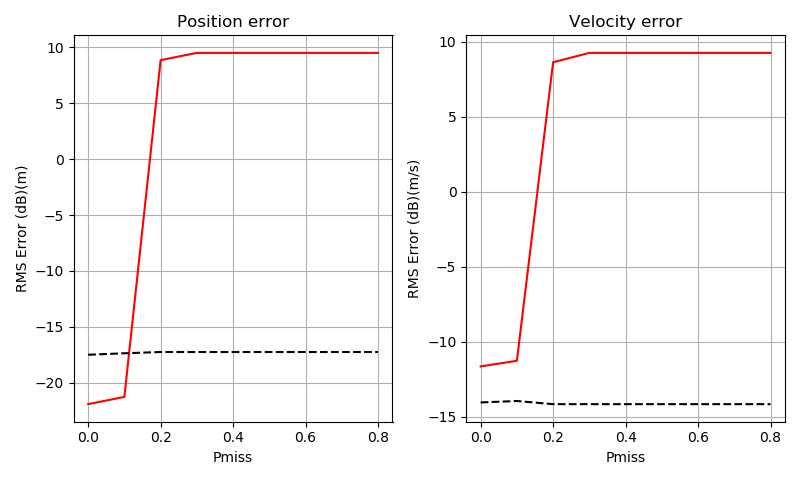 Position error
RMS Error (dB)(m)
10
5
0
−5
−10
−15
−20
0.0 0.2 0.4 0.6 0.8
Pmiss
Velocity error
RMS Error (dB)(m/s)
10
5
0
−5
−10
−15
0.0 0.2 0.4 0.6 0.8
Pmiss